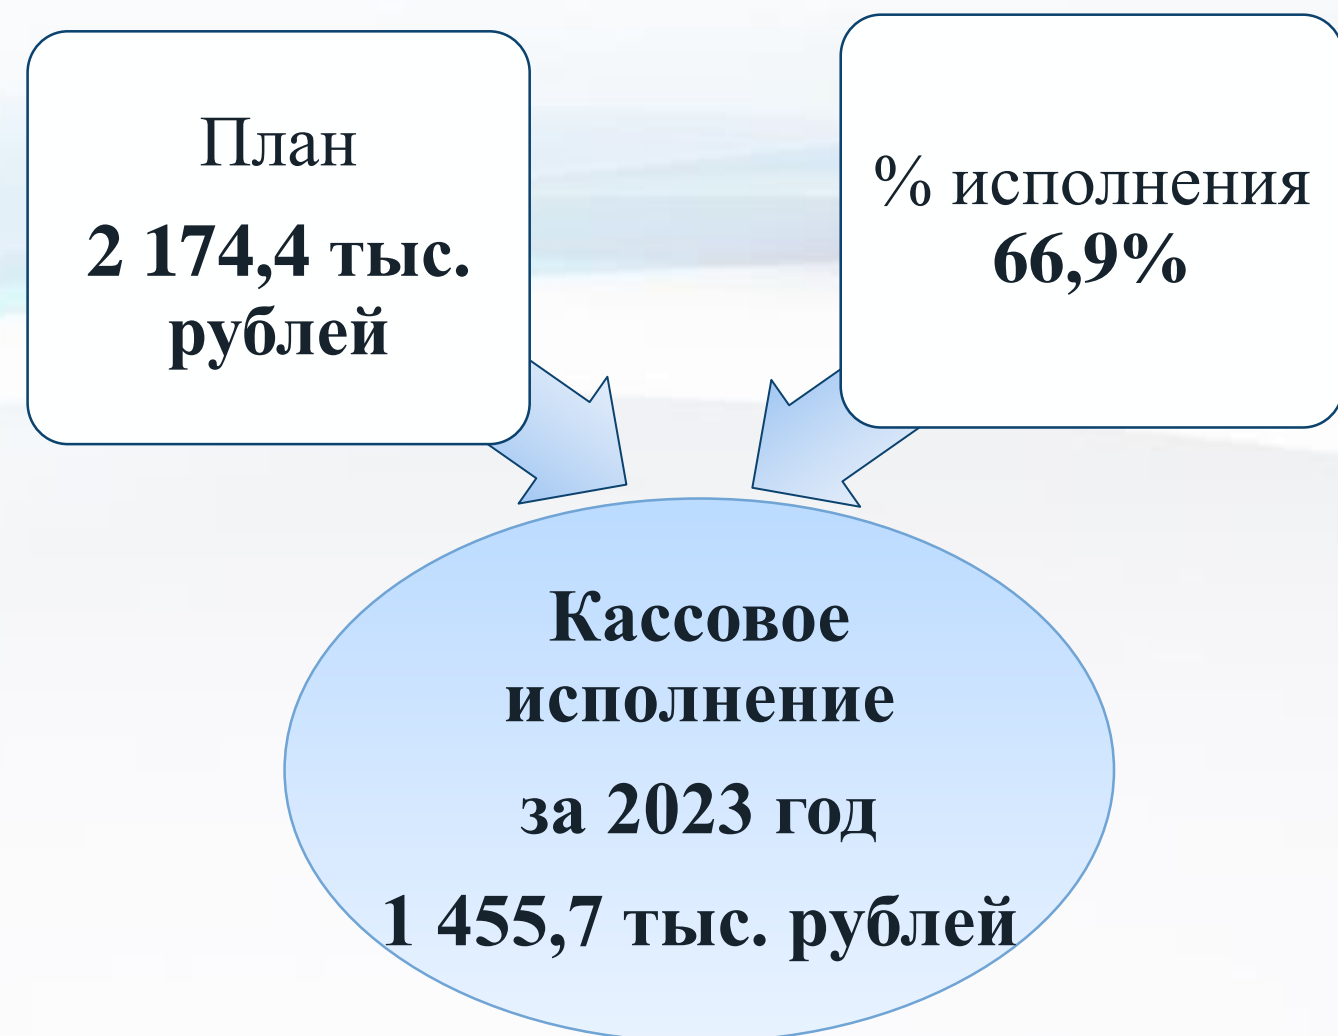 План
2 174,4 тыс.
рублей
% исполнения
66,9%
Кассовое
исполнение
за 2023 год
1 455,7 тыс. рублей